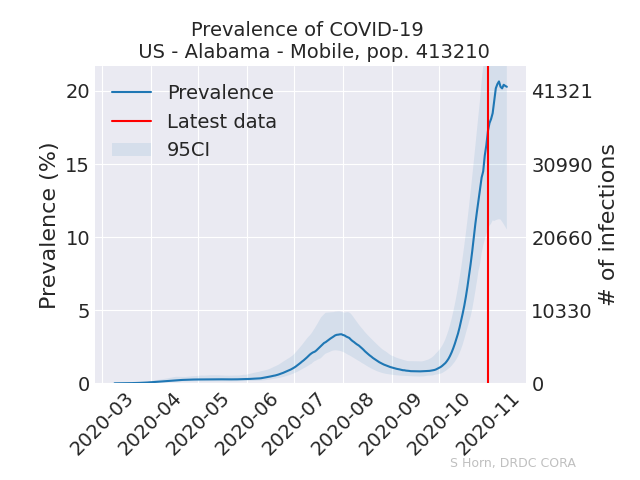 Prevalence of COVID-19
US - Alabama - Mobile, pop. 413210
Prevalence
Latest data
95CI
Prevalence (%)
20
15
10
5
0
41321
30990
20660
10330
0
# of infections
2020-03
2020-04
2020-05
2020-06
2020-07
2020-08
2020-09
2020-10
2020-11
S Horn, DRDC CORA